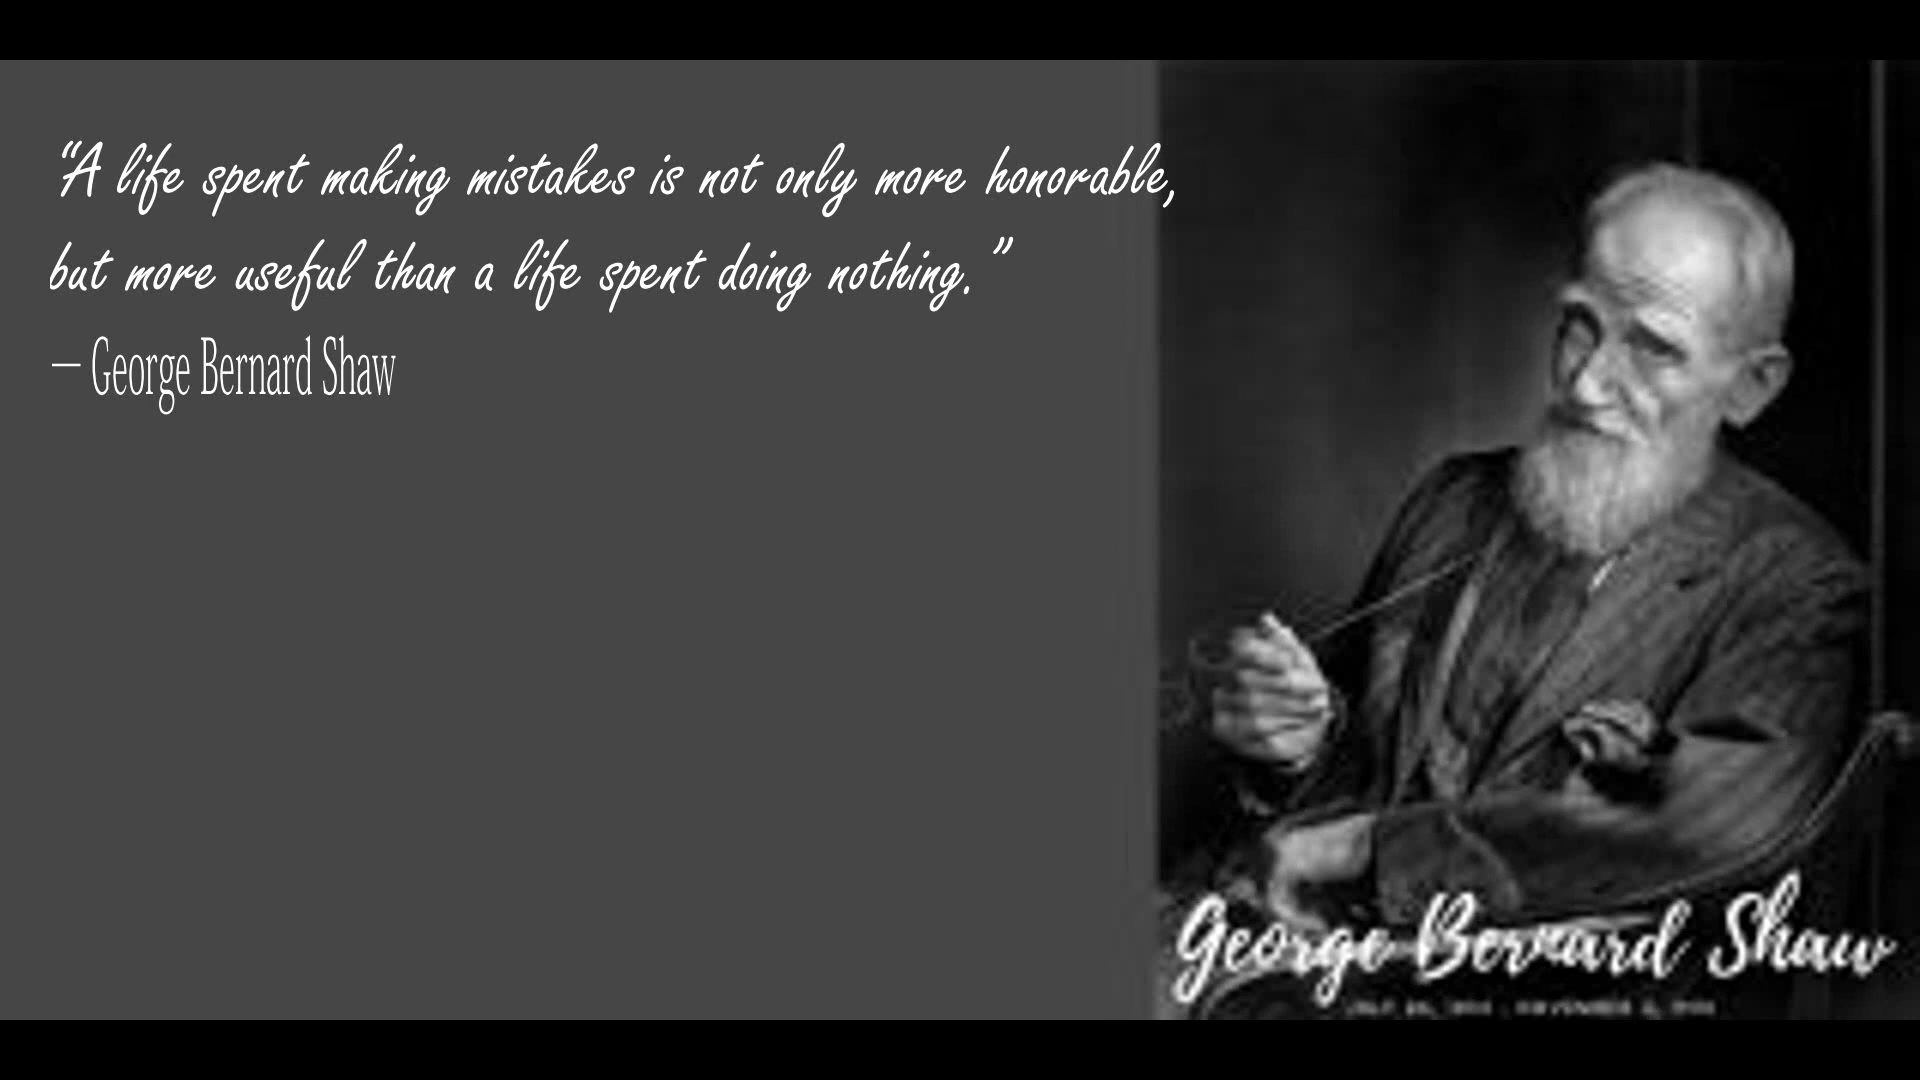 “A life spent making mistakes is not only more honorable,
but more useful than a life spent doing nothing.”
— George Bernard Shaw
George Bernard Shaw